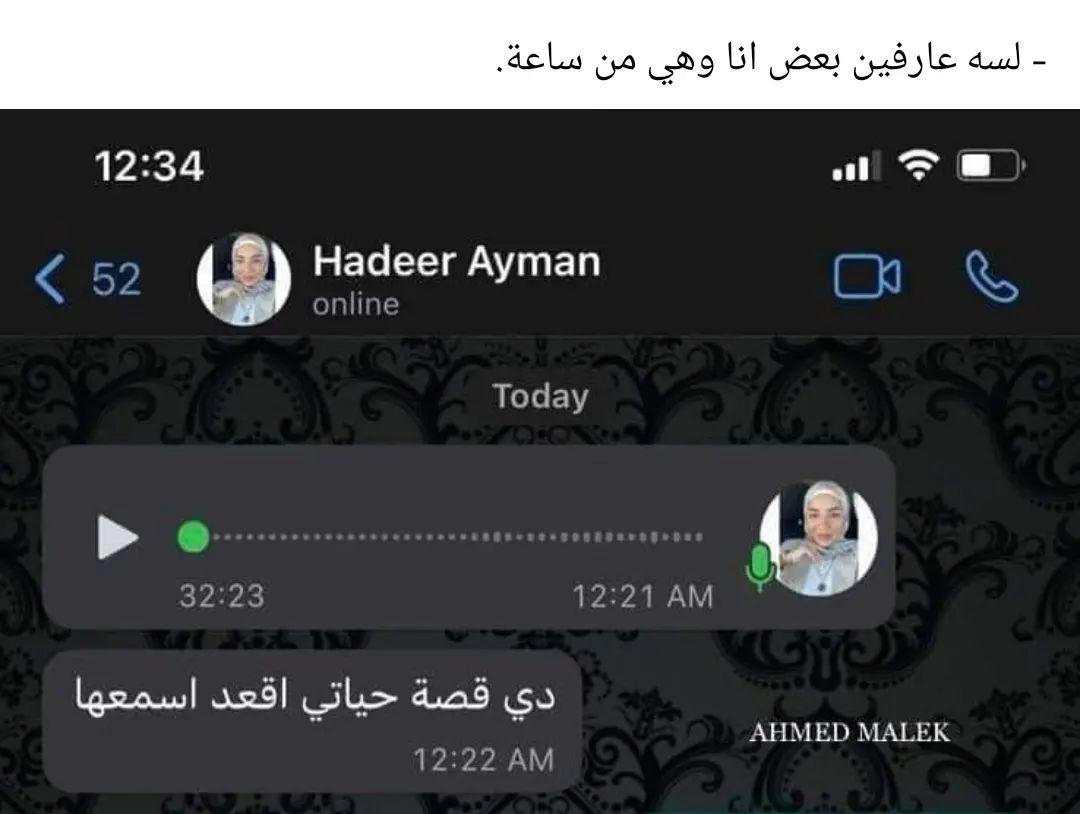 - لسه عارفين بعض انا وهي من ساعة.
12:34
52
Hadeer Ayman
online
Today
32:23 12:21 AM
دي قصة حياتي اقعد اسمعها
12:22 AM
AHMED MALEK